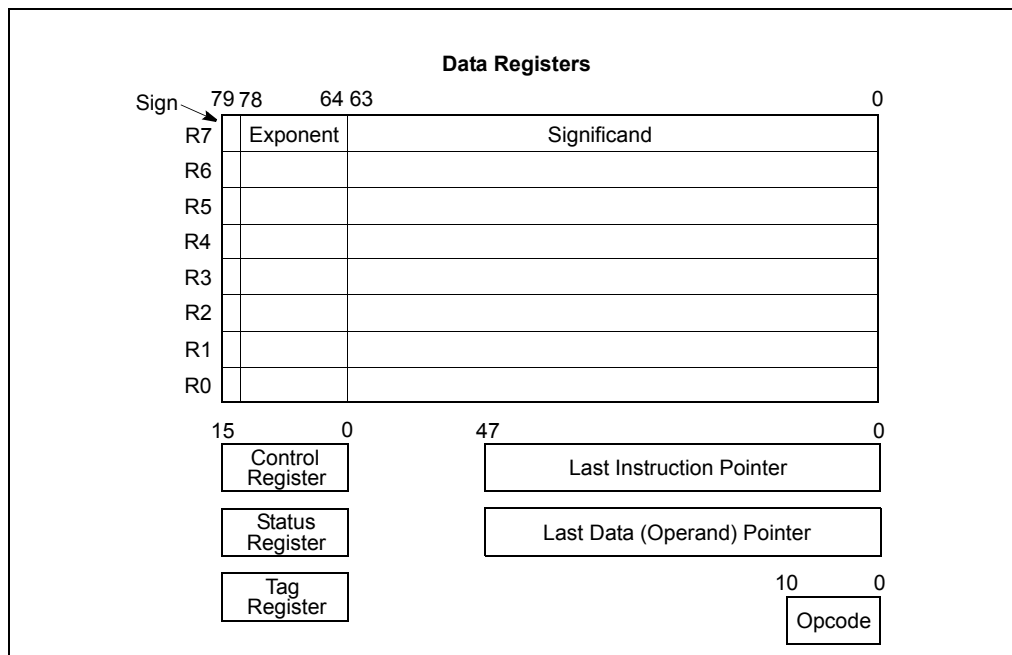 Data Registers
Sign 79 78 64 63 0
R7 Exponent Significand
R6
R5
R4
R3
R2
R1
R0
15 0 47 0
Control
Register
Last Instruction Pointer
Status
Register
Last Data (Operand) Pointer
Tag
Register
10 0
Opcode